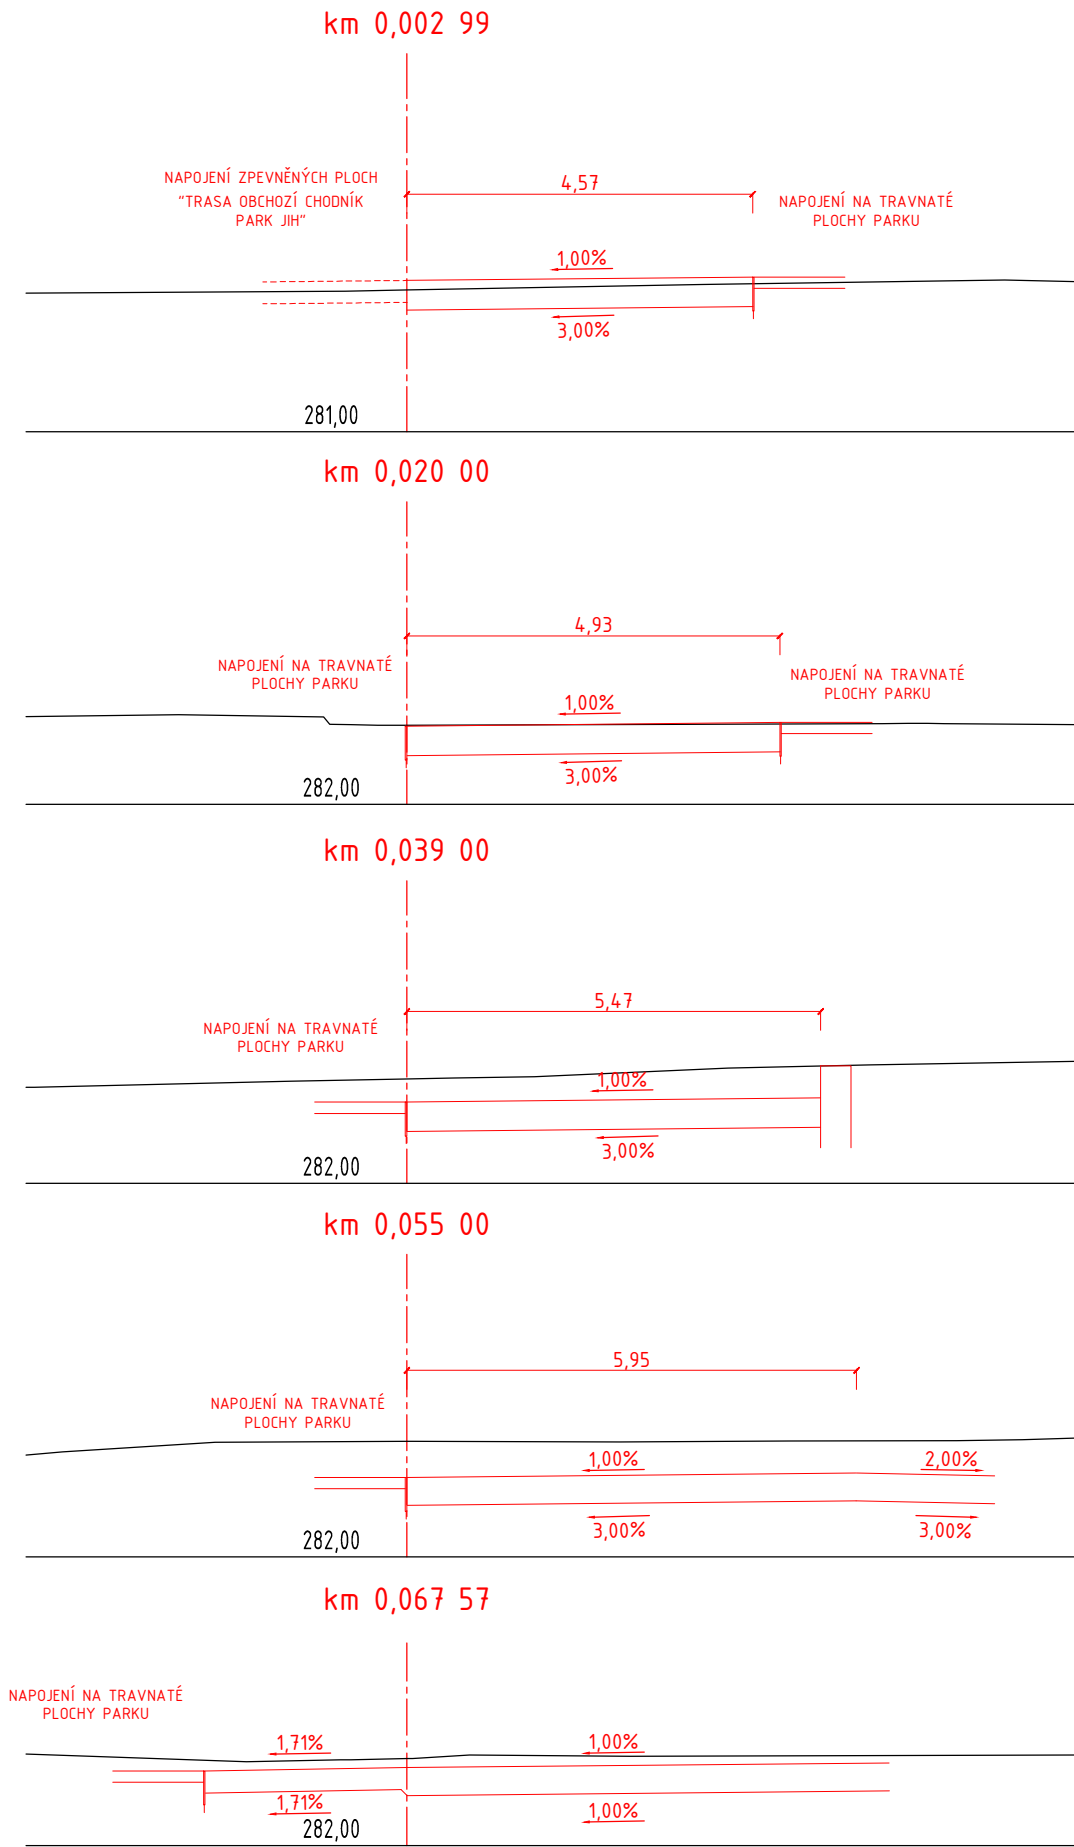 km 0,002 99
NAPOJENÍ ZPEVNĚNÝCH PLOCH
"TRASA OBCHOZÍ CHODNÍK
PARK JIH"
4,57
NAPOJENÍ NA TRAVNATÉ
PLOCHY PARKU
1,00%
3,00%
281,00
km 0,020 00
4,93
NAPOJENÍ NA TRAVNATÉ
PLOCHY PARKU
NAPOJENÍ NA TRAVNATÉ
PLOCHY PARKU
1,00%
3,00%
282,00
km 0,039 00
5,47
NAPOJENÍ NA TRAVNATÉ
PLOCHY PARKU
1,00%
3,00%
282,00
km 0,055 00
5,95
NAPOJENÍ NA TRAVNATÉ
PLOCHY PARKU
1,00%
2,00%
3,00%
3,00%
282,00
km 0,067 57
NAPOJENÍ NA TRAVNATÉ
PLOCHY PARKU
1,71%
1,00%
1,71%
1,00%
282,00